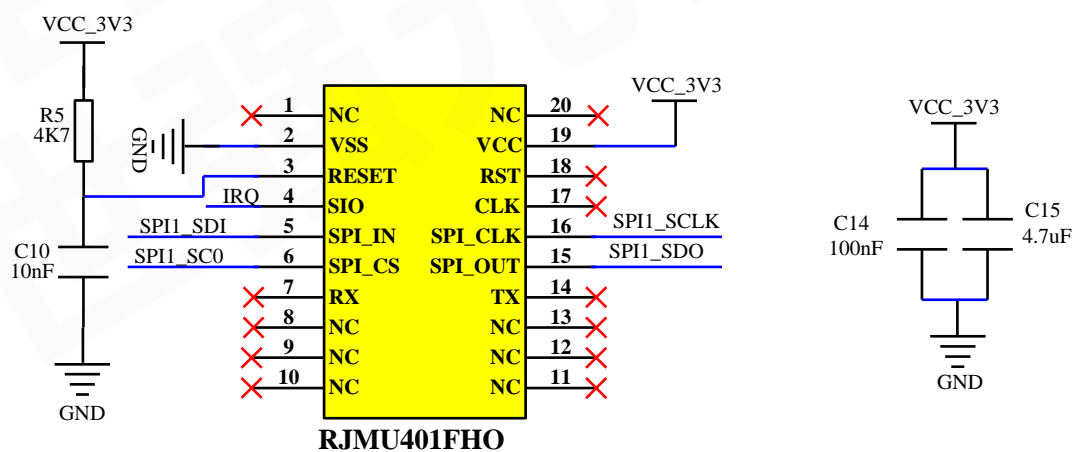 VCC_3V3
R5
4K7
C10
10nF
GND
GND
IRQ
SPI1_SDI
SPI1_SC0
1 NC
2 VSS
3 RESET
4 SIO
5 SPI_IN
6 SPI_CS
7 RX
8 NC
9 NC
10 NC
NC 20
VCC 19
RST 18
CLK 17
SPI_CLK 16
SPI_OUT 15
TX 14
NC 13
NC 12
NC 11
RJMU401FHO
VCC_3V3
SPI1_SCLK
SPI1_SDO
VCC_3V3
C14
100nF
C15
4.7uF
GND